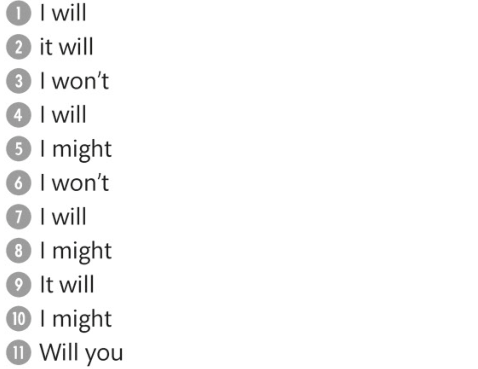 1 I will
2 it will
3 I won't
4 I will
5 I might
6 I won't
7 I will
8 I might
9 It will
10 I might
11 Will you